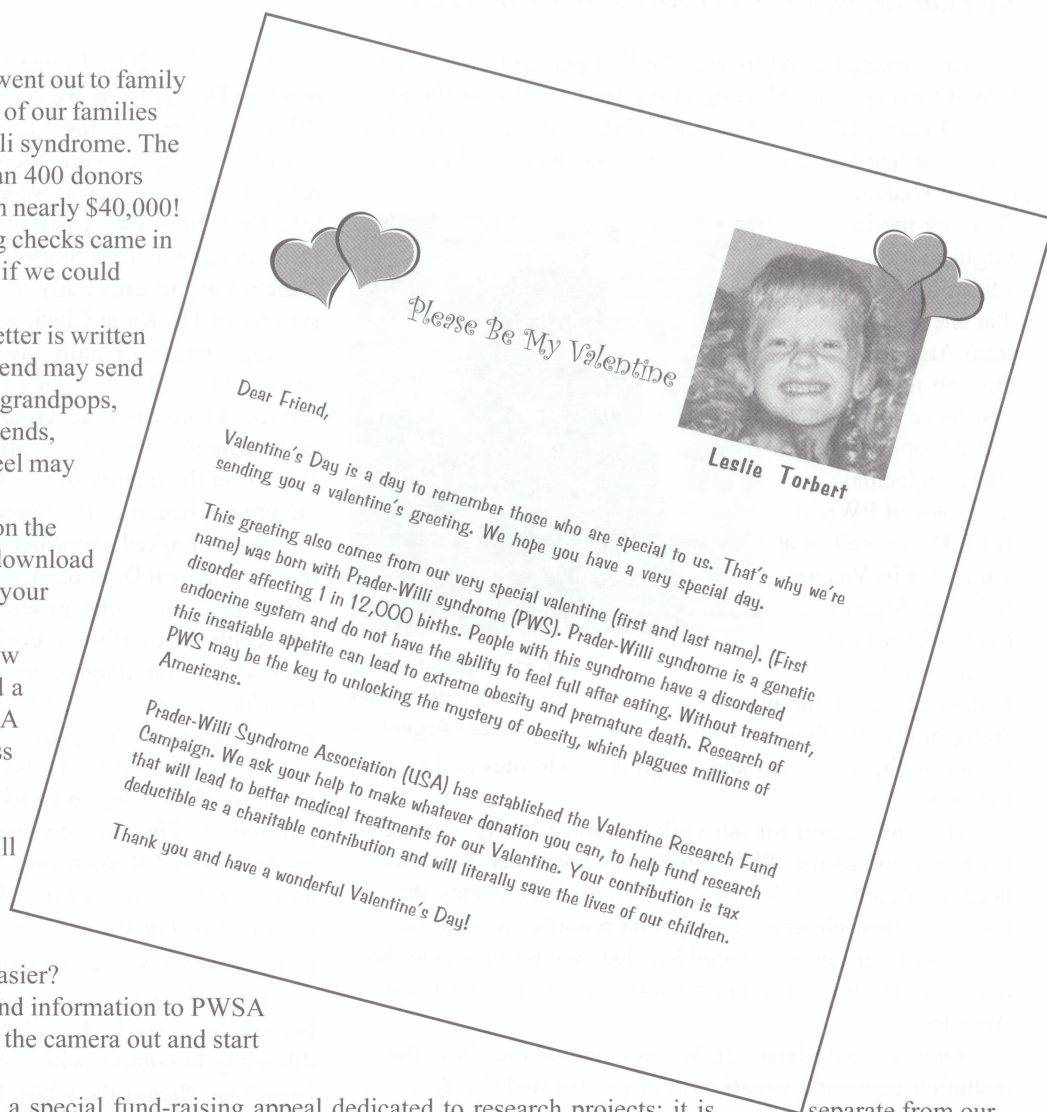 went out to family
of our families
li syndrome. The
an 400 donors
n nearly $40,000!
g checks came in
if we could
etter is written
end may send
grandpops,
ends,
eel may
on the
download
your
w
d a
A
ss
ll
asier?
nd information to PWSA
the camera out and start
a special fund-raising appeal dedicated to research projects; it is separate from our
Please Be My Valentine
Leslie Torbert
Dear Friend,
Valentine's Day is a day to remember those who are special to us. That's why we're
sending you a valentine's greeting. We hope you have a very special day.
This greeting also comes from our very special valentine (first and last name). (First
name) was born with Prader-Willi syndrome (PWS). Prader-Willi syndrome is a genetic
disorder affecting 1 in 12,000 births. People with this syndrome have a disordered
endocrine system and do not have the ability to feel full after eating. Without treatment,
this insatiable appetite can lead to extreme obesity and premature death. Research of
PWS may be the key to unlocking the mystery of obesity, which plagues millions of
Americans.
Prader-Willi Syndrome Association (USA) has established the Valentine Research Fund
Campaign. We ask your help to make whatever donation you can, to help fund research
that will lead to better medical treatments for our Valentine. Your contribution is tax
deductible as a charitable contribution and will literally save the lives of our children.
Thank you and have a wonderful Valentine's Day!